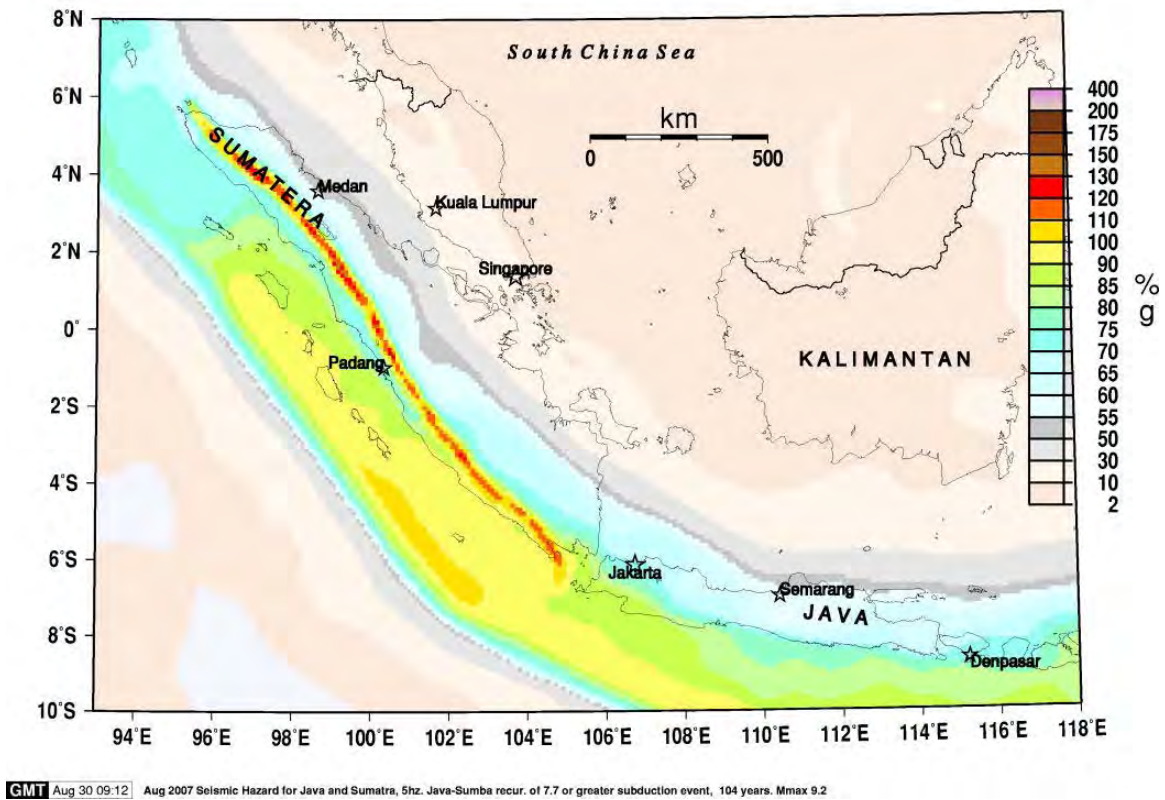 8°N
6°N
4°N
2°N
0°
2°S
4°S
6°S
8°S
10°S
South China Sea
km
0 500
SUMATERA
Medan
Kuala Lumpur
Singapore
Padang
KALIMANTAN
Jakarta
Semarang
JAVA
Denpasar
400
200
175
150
130
120
110
100
90
85
80
75
70
65
60
55
50
30
10
2
%
g
94°E 96°E 98°E 100°E 102°E 104°E 106°E 108°E 110°E 112°E 114°E 116°E 118°E
GMT Aug 30 09:12 Aug 2007 Seismic Hazard for Java and Sumatra, 5hz. Java-Sumba recur. of 7.7 or greater subduction event, 104 years. Mmax 9.2